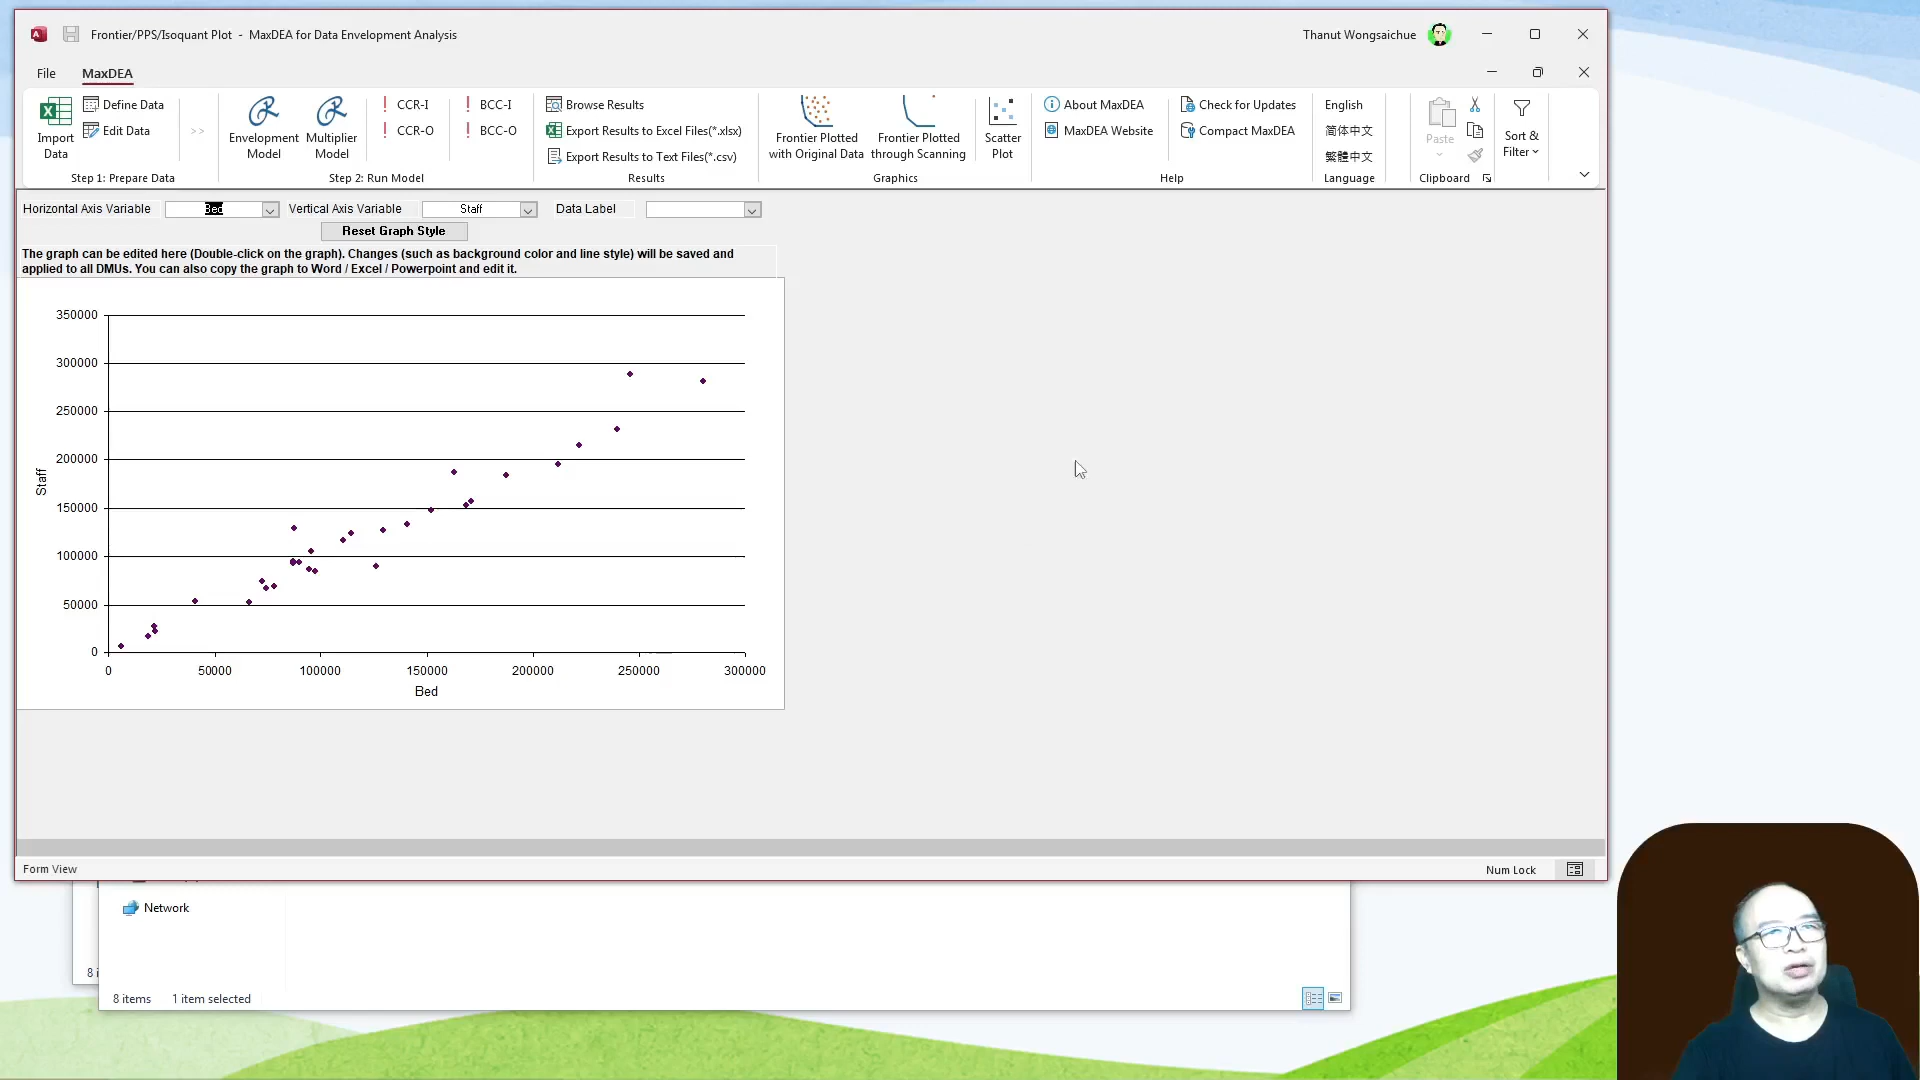 Frontier/PPS/Isoquant Plot - MaxDEA for Data Envelopment Analysis
Thanut Wongsaichue
File MaxDEA
Import Data
Define Data
Edit Data
>>
Step 1: Prepare Data
Envelopment Model
Multiplier Model
! CCR-I
! CCR-O
! BCC-I
! BCC-O
Step 2: Run Model
Browse Results
Export Results to Excel Files(*.xlsx)
Export Results to Text Files(*.csv)
Results
Frontier Plotted with Original Data
Frontier Plotted through Scanning
Scatter Plot
Graphics
About MaxDEA
MaxDEA Website
Check for Updates
Compact MaxDEA
Help
English
简体中文
繁體中文
Language
Paste
Clipboard
Sort & Filter
Horizontal Axis Variable Bed Vertical Axis Variable Staff Data Label
Reset Graph Style
The graph can be edited here (Double-click on the graph). Changes (such as background color and line style) will be saved and
applied to all DMUs. You can also copy the graph to Word / Excel / Powerpoint and edit it.
350000
300000
250000
200000
150000
100000
50000
0
Staff
0 50000 100000 150000 200000 250000 300000
Bed
Form View
Num Lock
Network
8 i
8 items 1 item selected